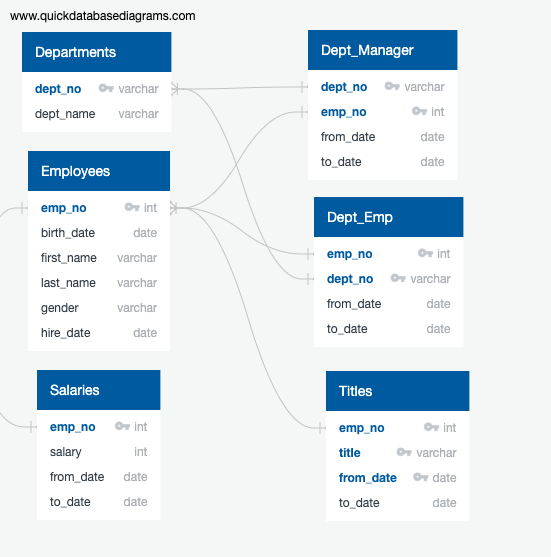 www.quickdatabasediagrams.com
Departments
dept_no varchar
dept_name varchar
Dept_Manager
dept_no varchar
emp_no int
from_date date
to_date date
Employees
emp_no int
birth_date date
first_name varchar
last_name varchar
gender varchar
hire_date date
Dept_Emp
emp_no int
dept_no varchar
from_date date
to_date date
Salaries
emp_no int
salary int
from_date date
to_date date
Titles
emp_no int
title varchar
from_date date
to_date date